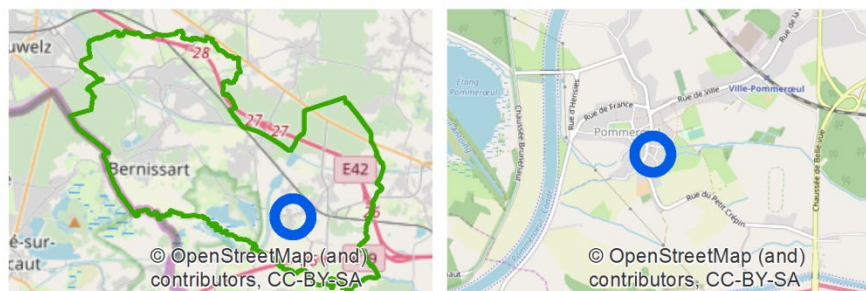 uwelz
28
27
27
Bernissart
E42
é-sur-
caut
© OpenStreetMap (and)
contributors, CC-BY-SA
Rue de la
Étang
Pommerœul
Chaussée Brunehaut
Rue d'Hensies
Rue de France
Rue de Ville
Ville-Pommerœul
Pommerœul
Chaussée de Belle-vue
Rue du Petit Crépin
haut
© OpenStreetMap (and)
contributors, CC-BY-SA